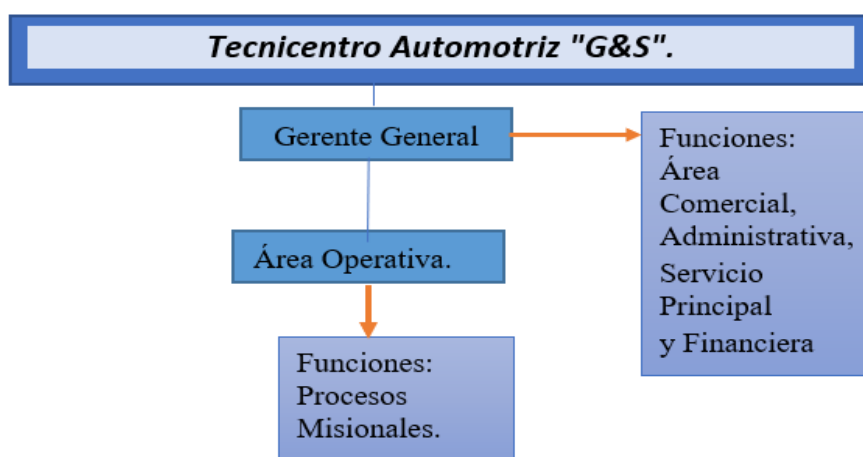 Tecnicentro Automotriz "G&S".
Gerente General
Funciones:
Área
Comercial,
Administrativa,
Servicio
Principal
y Financiera
Área Operativa.
Funciones:
Procesos
Misionales.